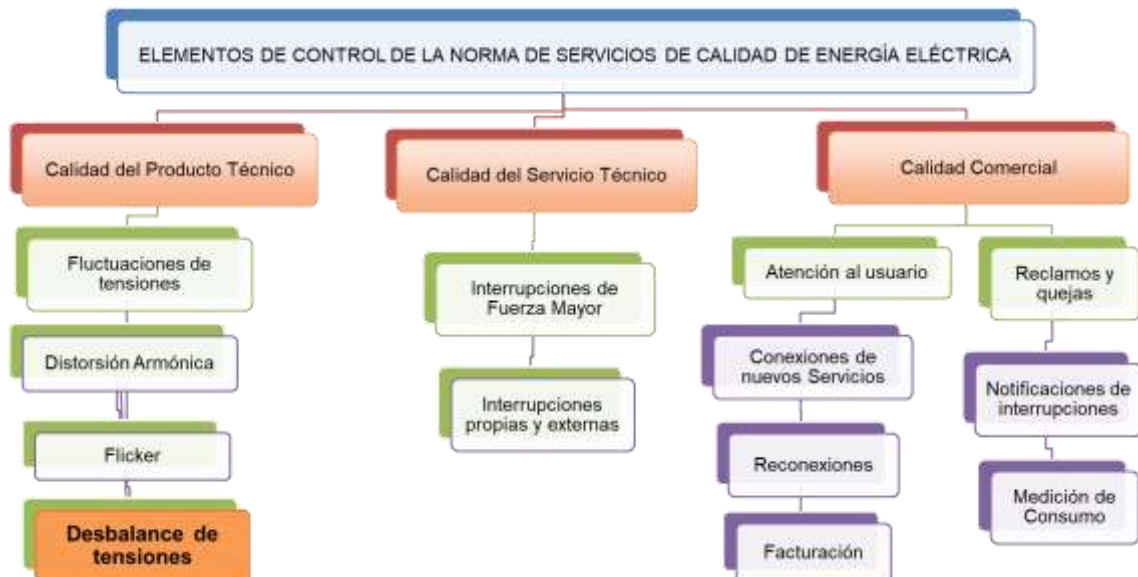 ELEMENTOS DE CONTROL DE LA NORMA DE SERVICIOS DE CALIDAD DE ENERGÍA ELÉCTRICA
Calidad del Producto Técnico
Fluctuaciones de
tensiones
Distorsión Armónica
Flicker
Desbalance de
tensiones
Calidad del Servicio Técnico
Interrupciones de
Fuerza Mayor
Interrupciones
propias y externas
Calidad Comercial
Atención al usuario
Conexiones de
nuevos Servicios
Reconexiones
Facturación
Reclamos y
quejas
Notificaciones de
interrupciones
Medición de
Consumo